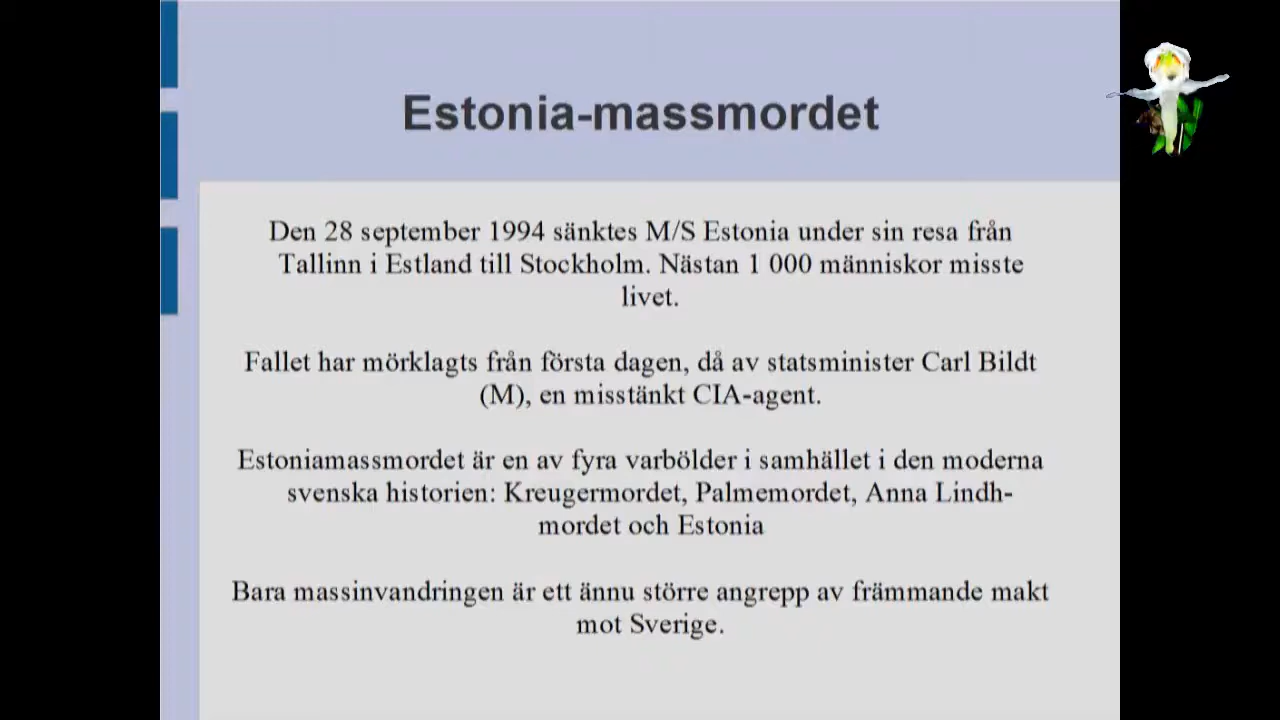 Estonia-massmordet
Den 28 september 1994 sänktes M/S Estonia under sin resa från
Tallinn i Estland till Stockholm. Nästan 1 000 människor misste
livet.
Fallet har mörklagts från första dagen, då av statsminister Carl Bildt
(M), en misstänkt CIA-agent.
Estoniamassmordet är en av fyra varbölder i samhället i den moderna
svenska historien: Kreugermordet, Palmemordet, Anna Lindh-
mordet och Estonia
Bara massinvandringen är ett ännu större angrepp av främmande makt
mot Sverige.